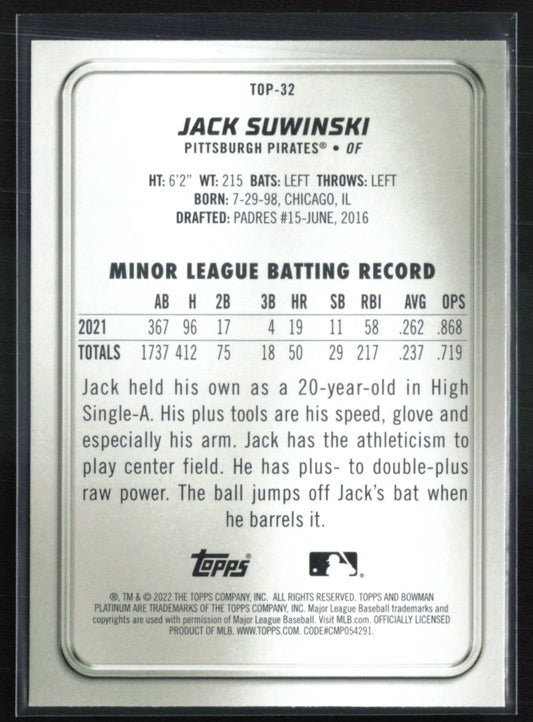 TOP-32
JACK SUWINSKI
PITTSBURGH PIRATES® • OF
HT: 6'2" WT: 215 BATS: LEFT THROWS: LEFT
BORN: 7-29-98, CHICAGO, IL
DRAFTED: PADRES #15-JUNE, 2016
MINOR LEAGUE BATTING RECORD
AB H 2B 3B HR SB RBI AVG OPS
2021 367 96 17 4 19 11 58 .262 .868
TOTALS 1737 412 75 18 50 29 217 .237 .719
Jack held his own as a 20-year-old in High
Single-A. His plus tools are his speed, glove and
especially his arm. Jack has the athleticism to
play center field. He has plus- to double-plus
raw power. The ball jumps off Jack's bat when
he barrels it.
Topps®
®, TM & © 2022 THE TOPPS COMPANY, INC. ALL RIGHTS RESERVED. TOPPS AND BOWMAN
PLATINUM ARE TRADEMARKS OF THE TOPPS COMPANY, INC. Major League Baseball trademarks and
copyrights are used with permission of Major League Baseball. Visit MLB.com. OFFICIALLY LICENSED
PRODUCT OF MLB. WWW.TOPPS.COM. CODE#CMP054291.